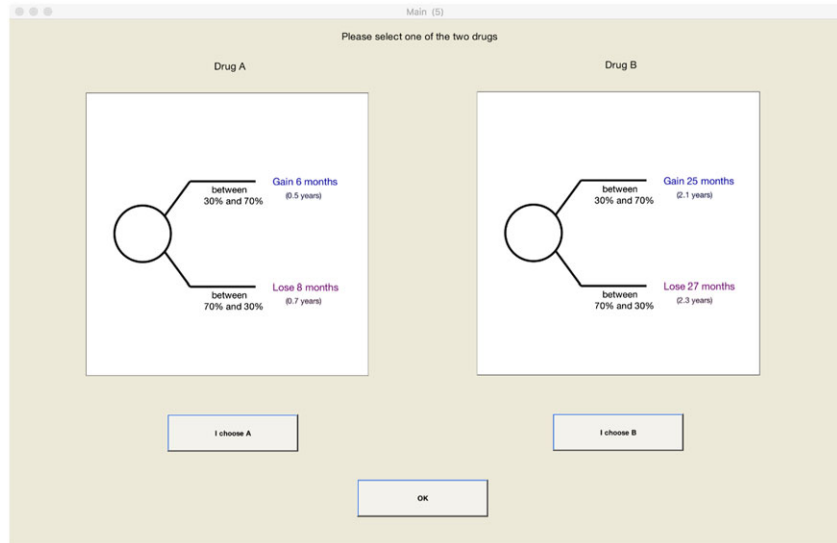 Main (5)
Please select one of the two drugs
Drug A
Gain 6 months
between
(0.5 years)
30% and 70%
Lose 8 months
between
(0.7 years)
70% and 30%
I choose A
Drug B
Gain 25 months
between
(2.1 years)
30% and 70%
Lose 27 months
between
(2.3 years)
70% and 30%
I choose B
OK